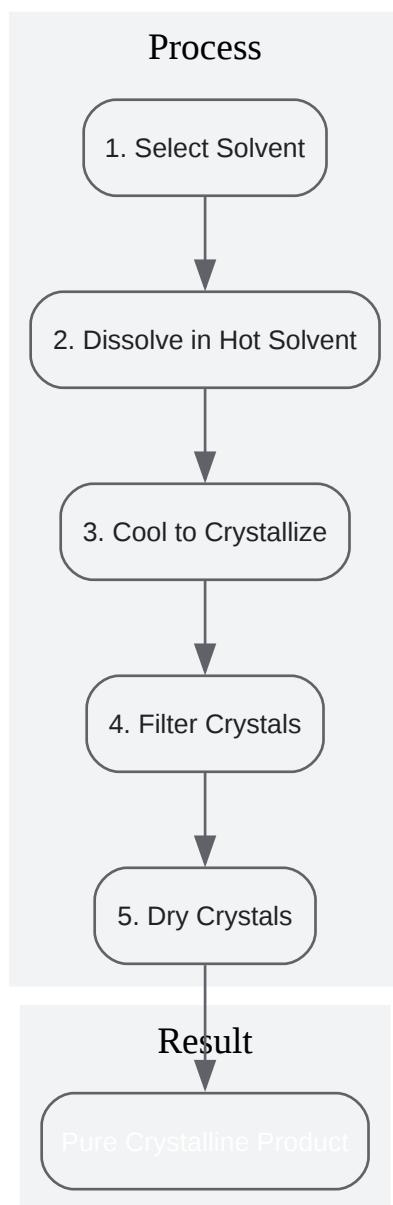 Process
1. Select Solvent
2. Dissolve in Hot Solvent
3. Cool to Crystallize
4. Filter Crystals
5. Dry Crystals
Result
Pure Crystalline Product